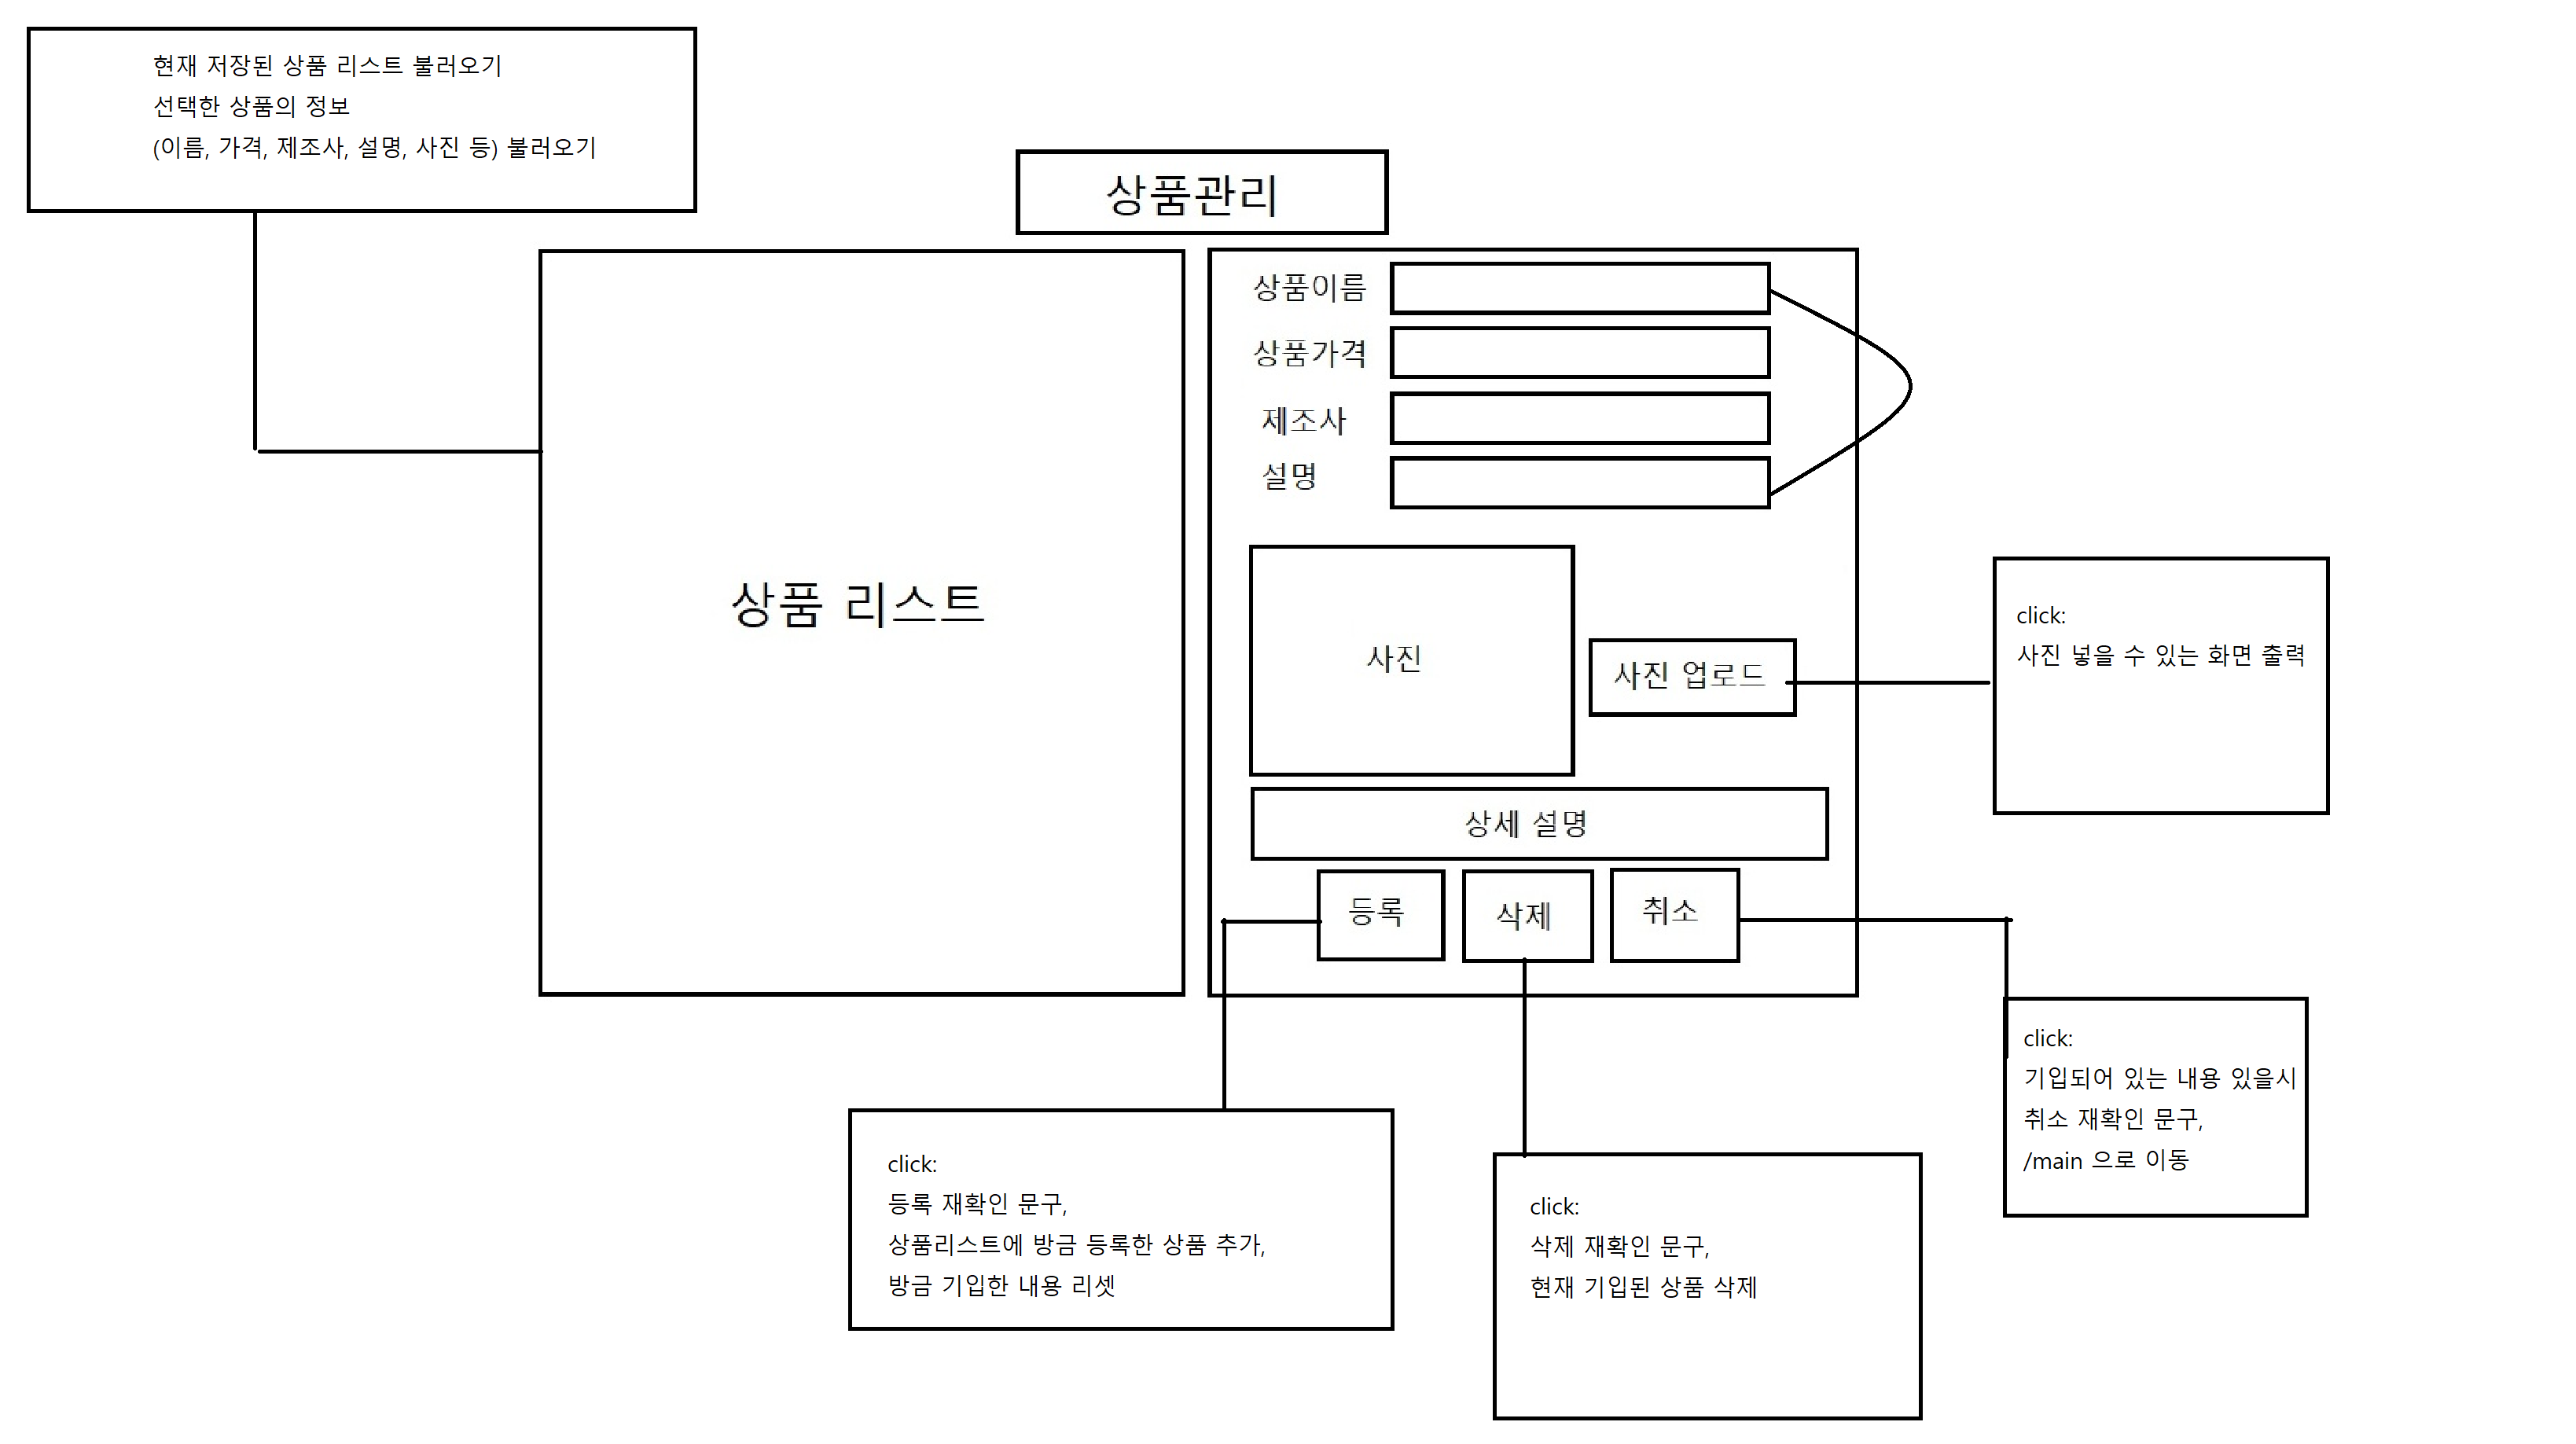 현재 저장된 상품 리스트 불러오기
선택한 상품의 정보
(이름, 가격, 제조사, 설명, 사진 등) 불러오기
상품관리
상품 리스트
상품이름
상품가격
제조사
설명
사진
사진 업로드
click:
사진 넣을 수 있는 화면 출력
상세 설명
등록
삭제
취소
click:
등록 재확인 문구,
상품리스트에 방금 등록한 상품 추가,
방금 기입한 내용 리셋
click:
삭제 재확인 문구,
현재 기입된 상품 삭제
click:
기입되어 있는 내용 있을시
취소 재확인 문구,
/main 으로 이동